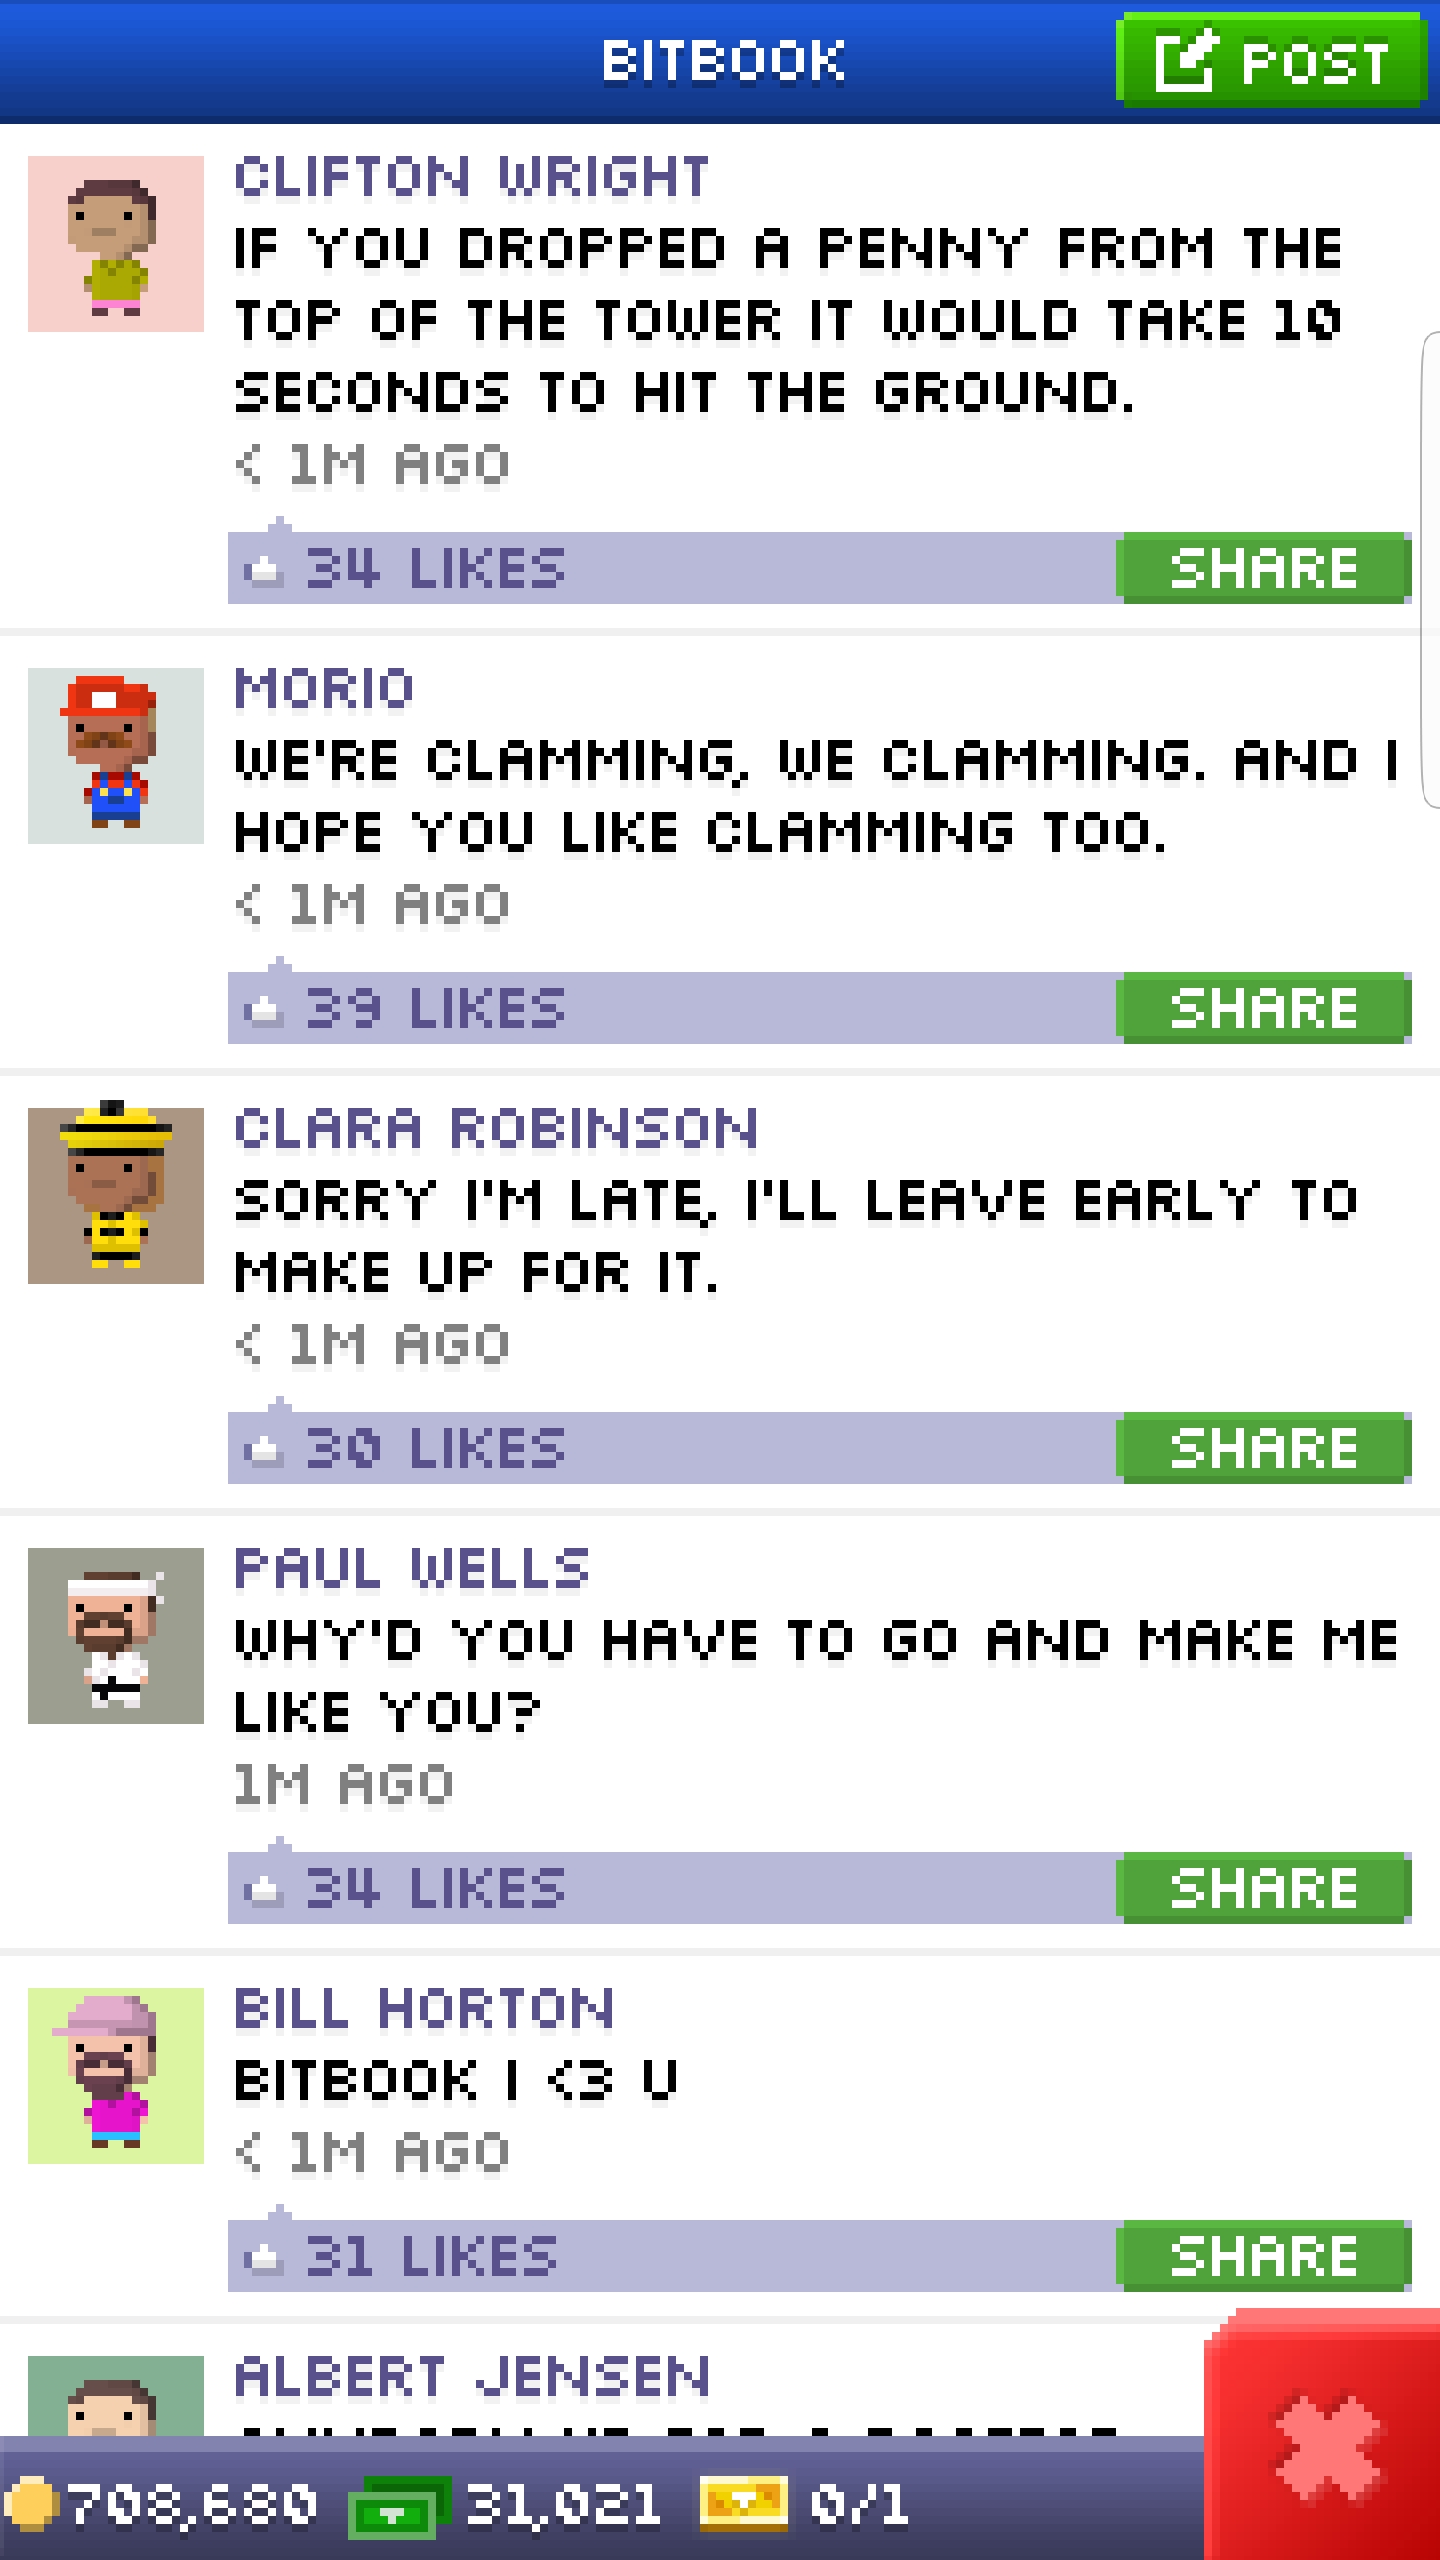 BITBOOK
POST
CLIFTON WRIGHT
IF YOU DROPPED A PENNY FROM THE
TOP OF THE TOWER IT WOULD TAKE 10
SECONDS TO HIT THE GROUND.
< 1M AGO
34 LIKES
SHARE
MORIO
WE'RE CLAMMING, WE CLAMMING. AND I
HOPE YOU LIKE CLAMMING TOO.
< 1M AGO
39 LIKES
SHARE
CLARA ROBINSON
SORRY I'M LATE, I'LL LEAVE EARLY TO
MAKE UP FOR IT.
< 1M AGO
30 LIKES
SHARE
PAUL WELLS
WHY'D YOU HAVE TO GO AND MAKE ME
LIKE YOU?
1M AGO
34 LIKES
SHARE
BILL HORTON
BITBOOK I <3 U
< 1M AGO
31 LIKES
SHARE
ALBERT JENSEN
708,680
31,021
0/1